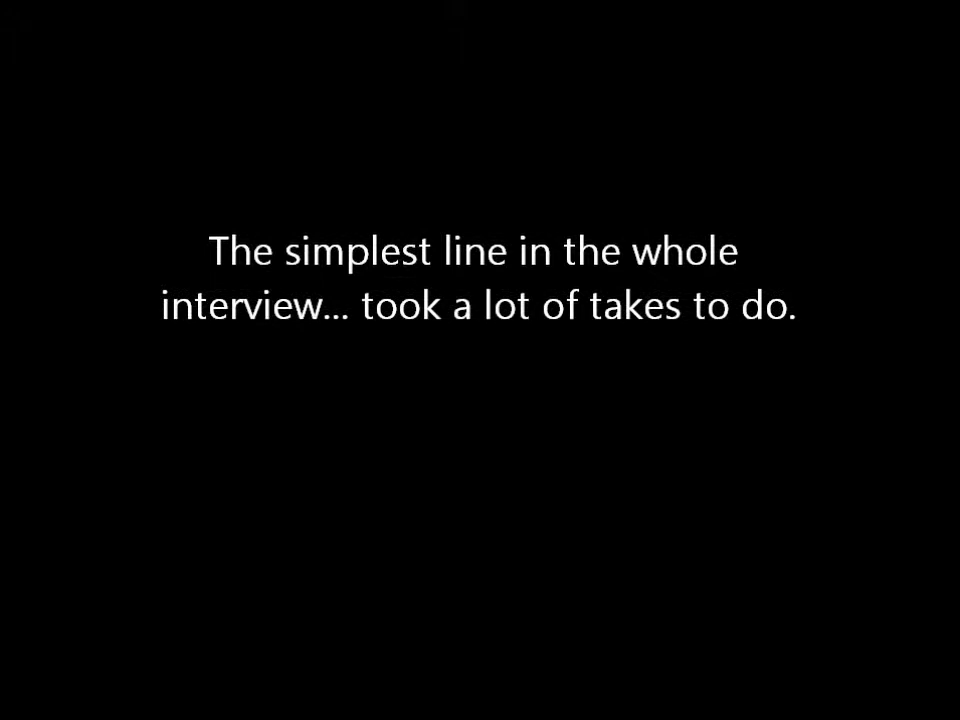 The simplest line in the whole
interview... took a lot of takes to do.